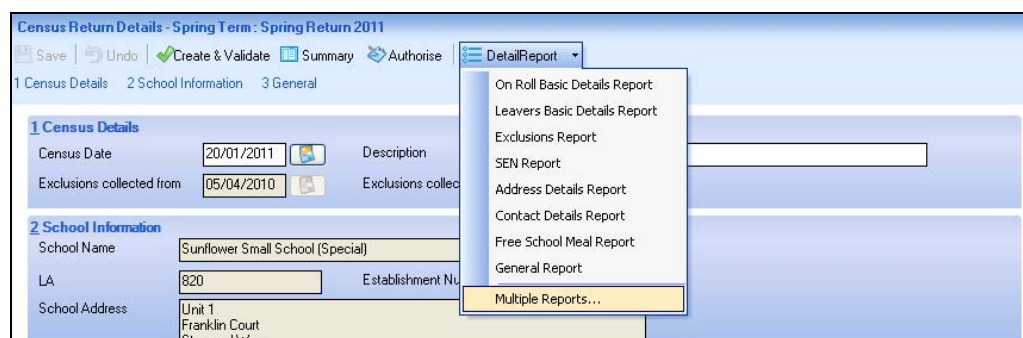 Census Return Details - Spring Term : Spring Return 2011
Save Undo Create & Validate Summary Authorise DetailReport
1 Census Details 2 School Information 3 General
On Roll Basic Details Report
Leavers Basic Details Report
Exclusions Report
SEN Report
Address Details Report
Contact Details Report
Free School Meal Report
General Report
Multiple Reports...
1 Census Details
Census Date 20/01/2011 Description
Exclusions collected from 05/04/2010 Exclusions collec
2 School Information
School Name Sunflower Small School (Special)
LA 820 Establishment Nu
School Address Unit 1
Franklin Court